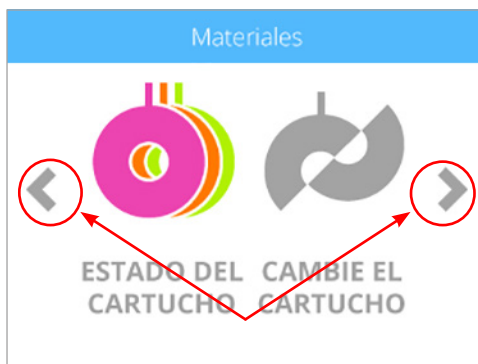 Materiales
ESTADO DEL
CARTUCHO
CAMBIE EL
CARTUCHO